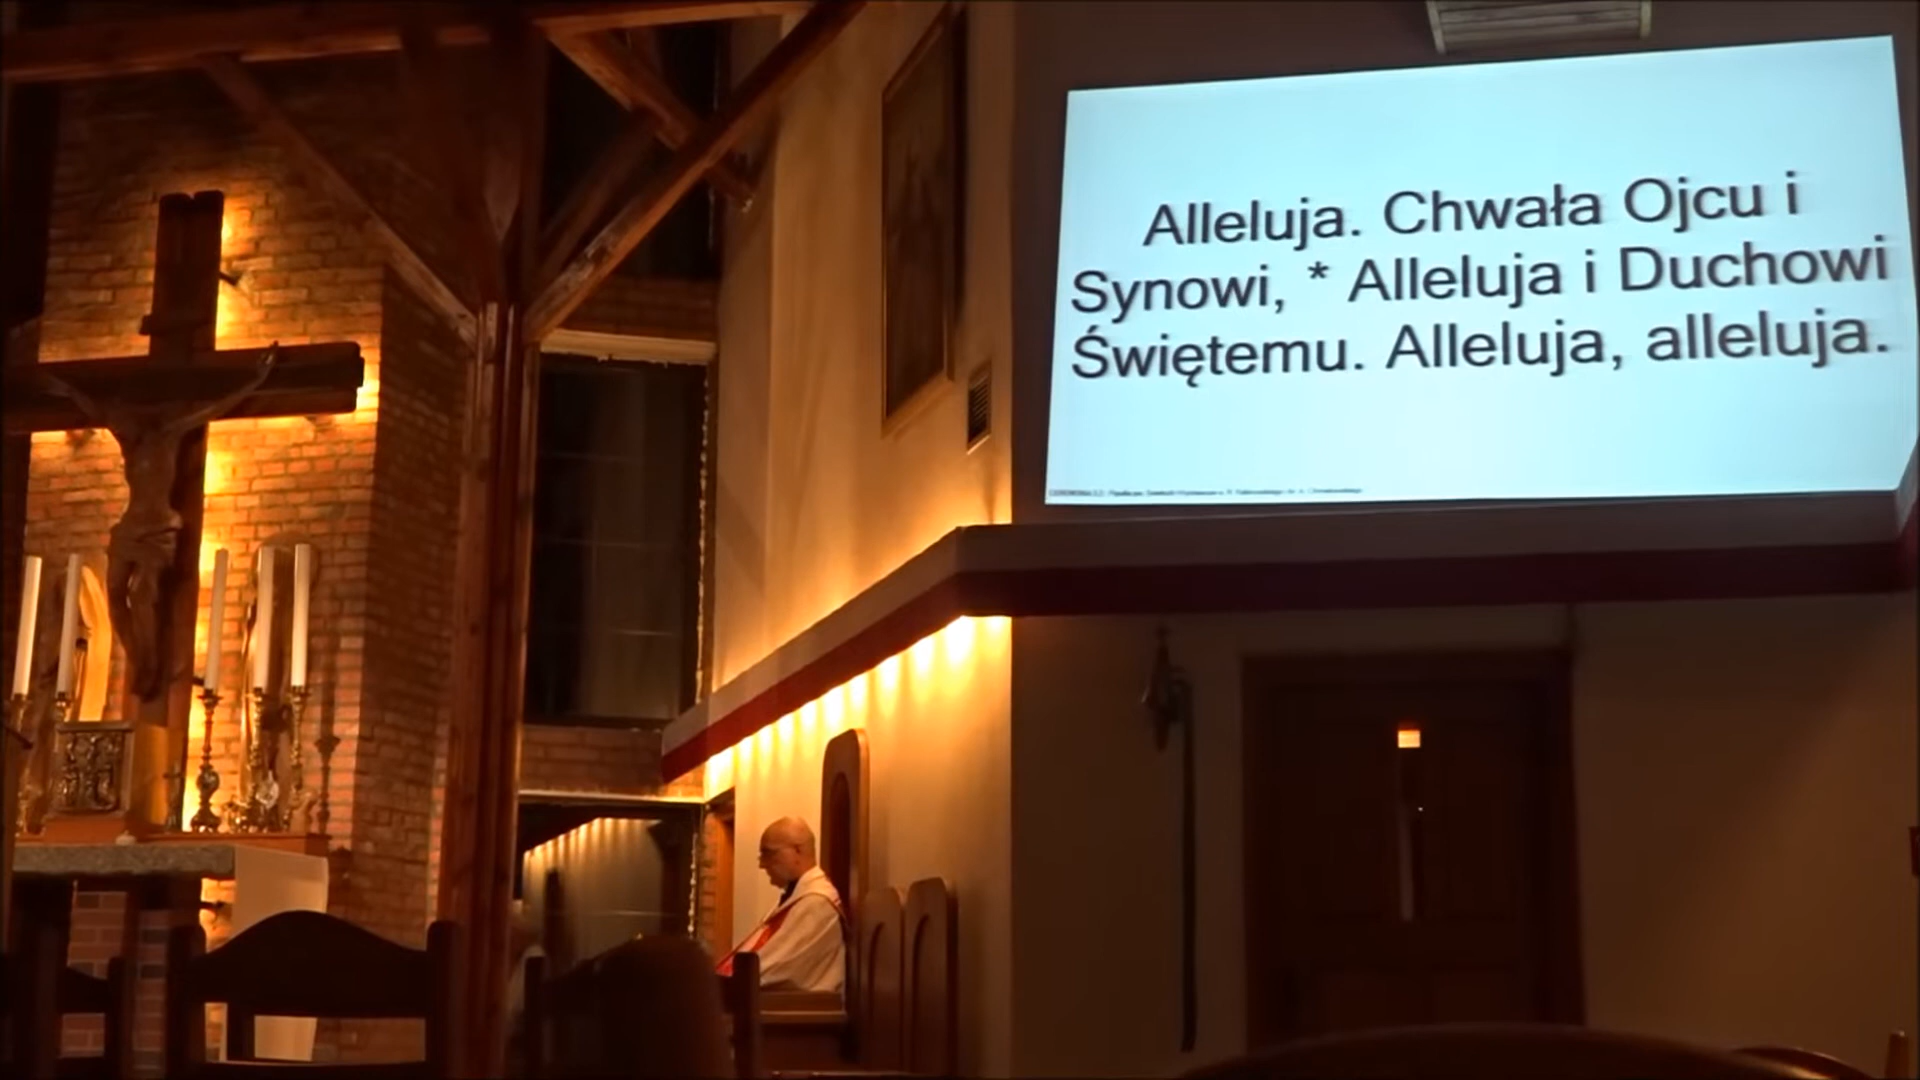 Alleluja. Chwała Ojcu i
Synowi, * Alleluja i Duchowi
Świętemu. Alleluja, alleluja.